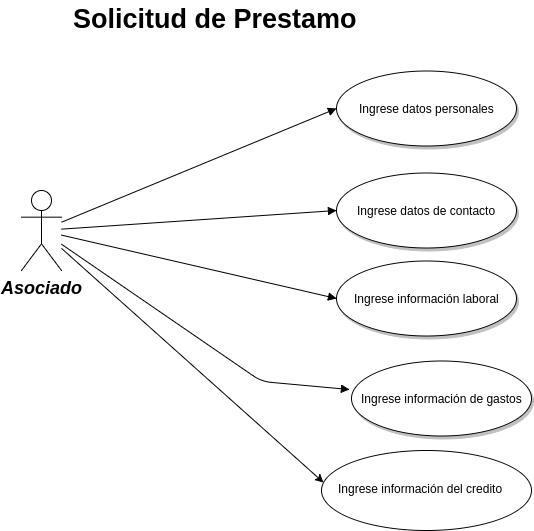 Solicitud de Prestamo
Ingrese datos personales
Ingrese datos de contacto
Asociado
Ingrese información laboral
Ingrese información de gastos
Ingrese información del credito